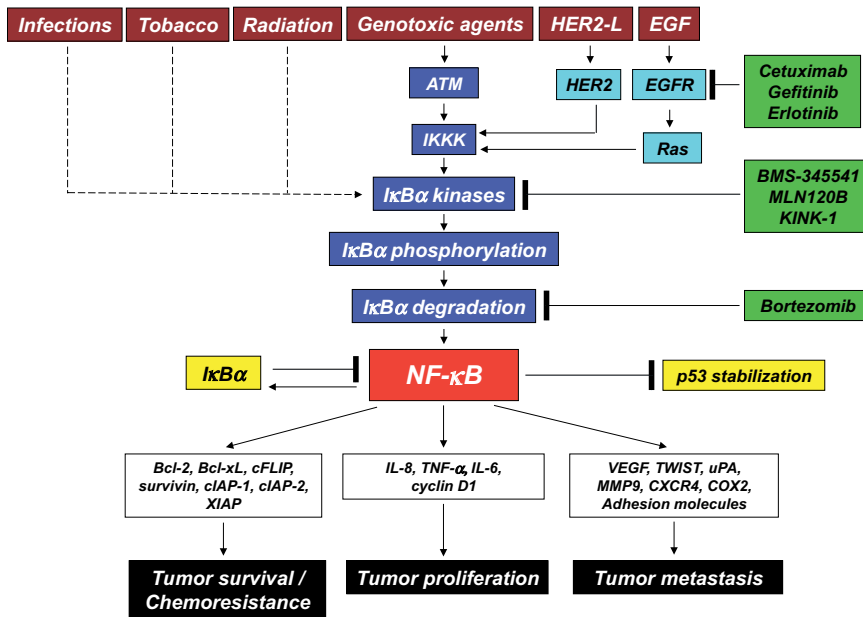 Infections
Tobacco
Radiation
Genotoxic agents
HER2-L
EGF
ATM
HER2
EGFR
Cetuximab
Gefitinib
Erlotinib
IKKK
Ras
IκBα kinases
BMS-345541
MLN120B
KINK-1
IκBα phosphorylation
IκBα degradation
Bortezomib
IκBα
NF-κB
p53 stabilization
Bcl-2, Bcl-xL, cFLIP,
survivin, cIAP-1, cIAP-2,
XIAP
IL-8, TNF-α, IL-6,
cyclin D1
VEGF, TWIST, uPA,
MMP9, CXCR4, COX2,
Adhesion molecules
Tumor survival /
Chemoresistance
Tumor proliferation
Tumor metastasis